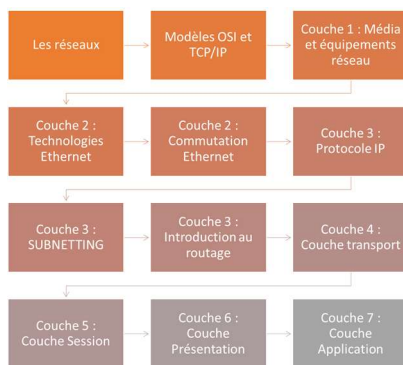 Les réseaux
Modèles OSI et
TCP/IP
Couche 1 : Média
et équipements
réseau
Couche 2 :
Technologies
Ethernet
Couche 2 :
Commutation
Ethernet
Couche 3 :
Protocole IP
Couche 3 :
SUBNETTING
Couche 3 :
Introduction au
routage
Couche 4 :
Couche transport
Couche 5 :
Couche Session
Couche 6 :
Couche
Présentation
Couche 7 :
Couche
Application